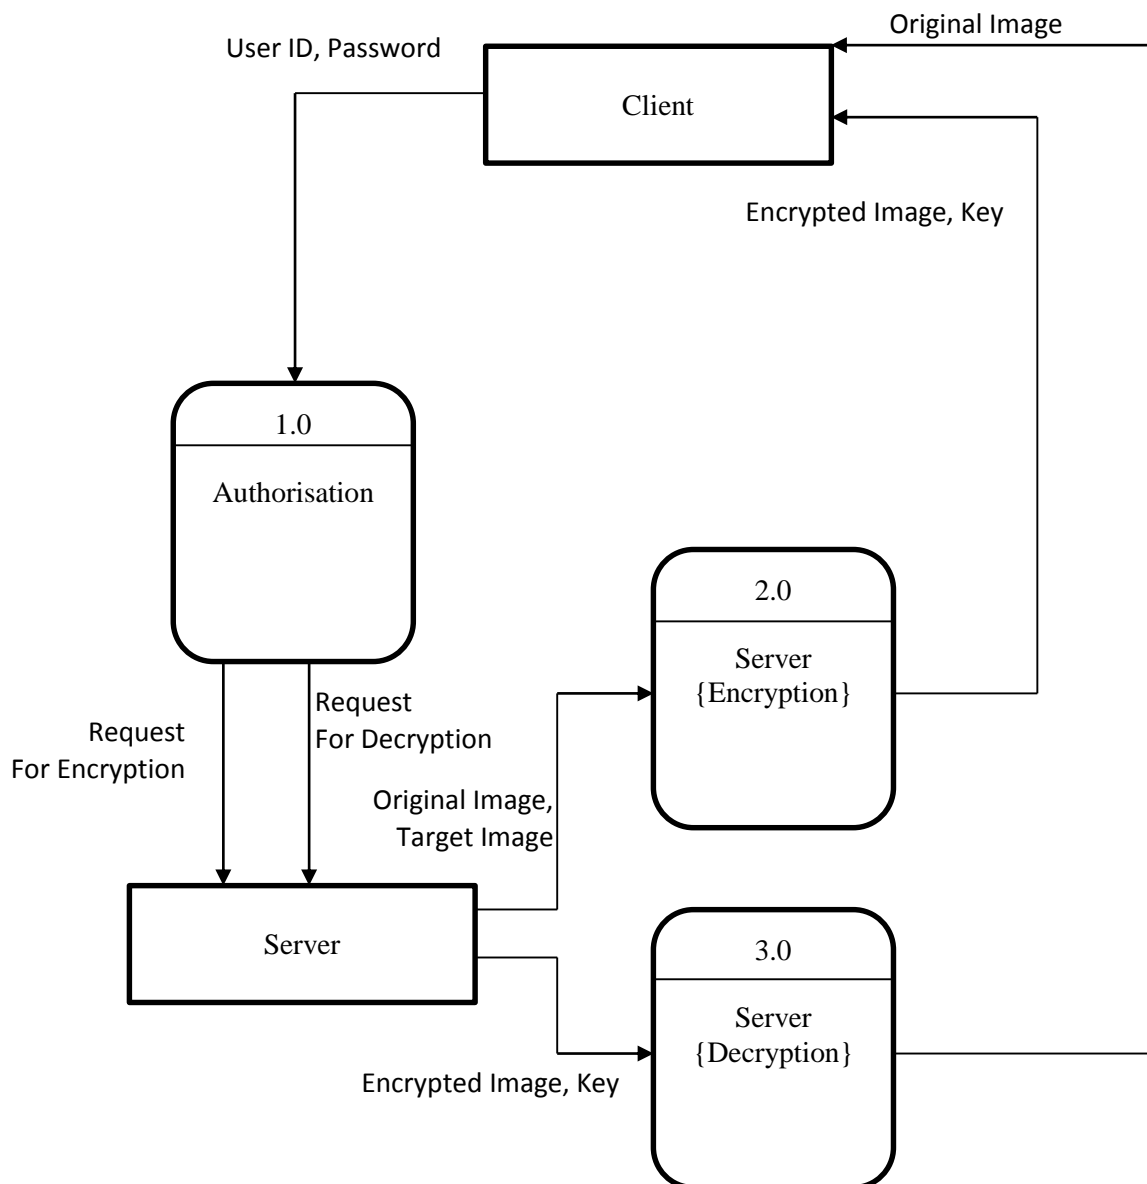 Original Image
User ID, Password
Client
Encrypted Image, Key
1.0
Authorisation
2.0
Server
{Encryption}
Request
For Encryption
Request
For Decryption
Original Image,
Target Image
Server
3.0
Server
{Decryption}
Encrypted Image, Key